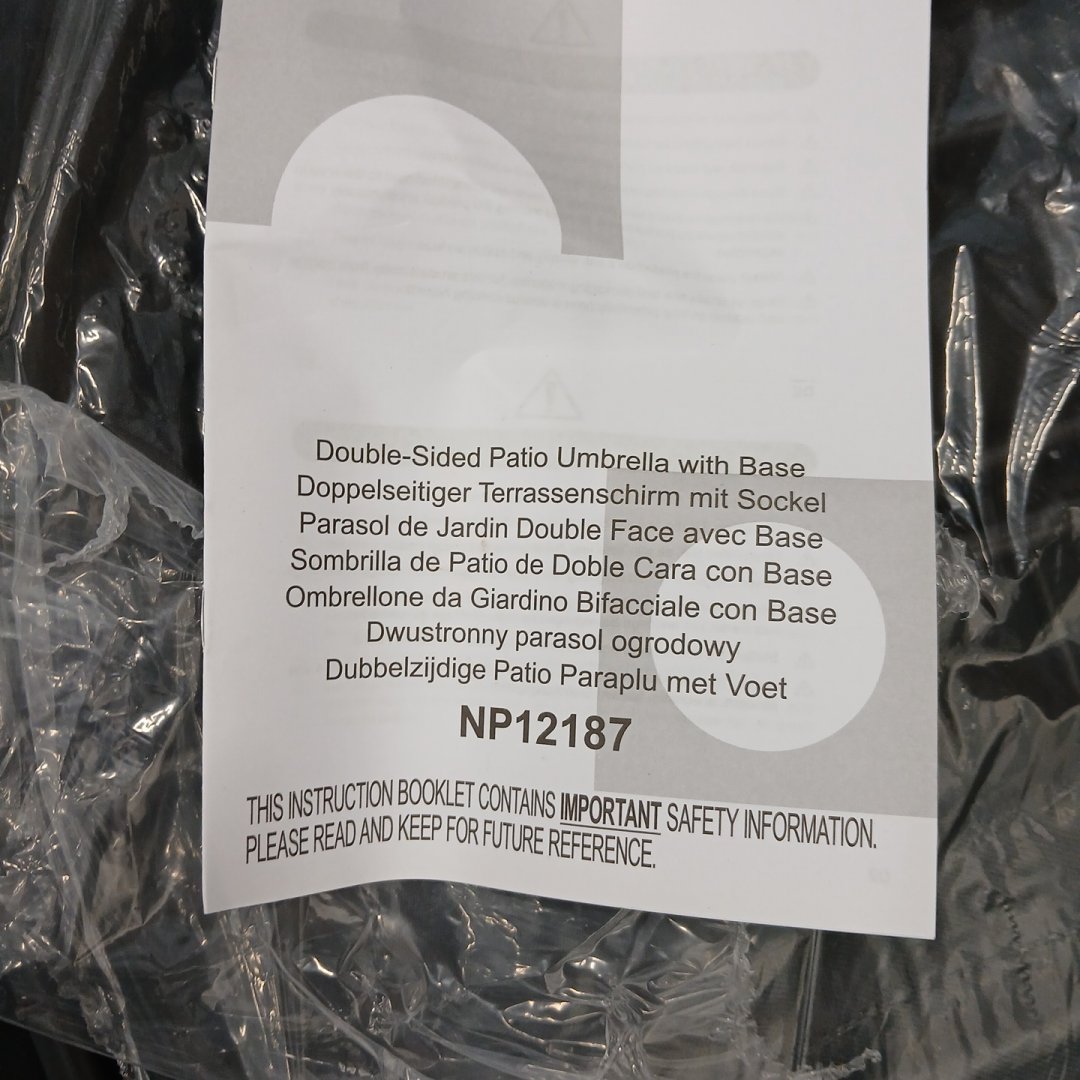 Double-Sided Patio Umbrella with Base
Doppelseitiger Terrassenschirm mit Sockel
Parasol de Jardin Double Face avec Base
Sombrilla de Patio de Doble Cara con Base
Ombrellone da Giardino Bifacciale con Base
Dwustronny parasol ogrodowy
Dubbelzijdige Patio Paraplu met Voet
NP12187
THIS INSTRUCTION BOOKLET CONTAINS IMPORTANT SAFETY INFORMATION.
PLEASE READ AND KEEP FOR FUTURE REFERENCE.